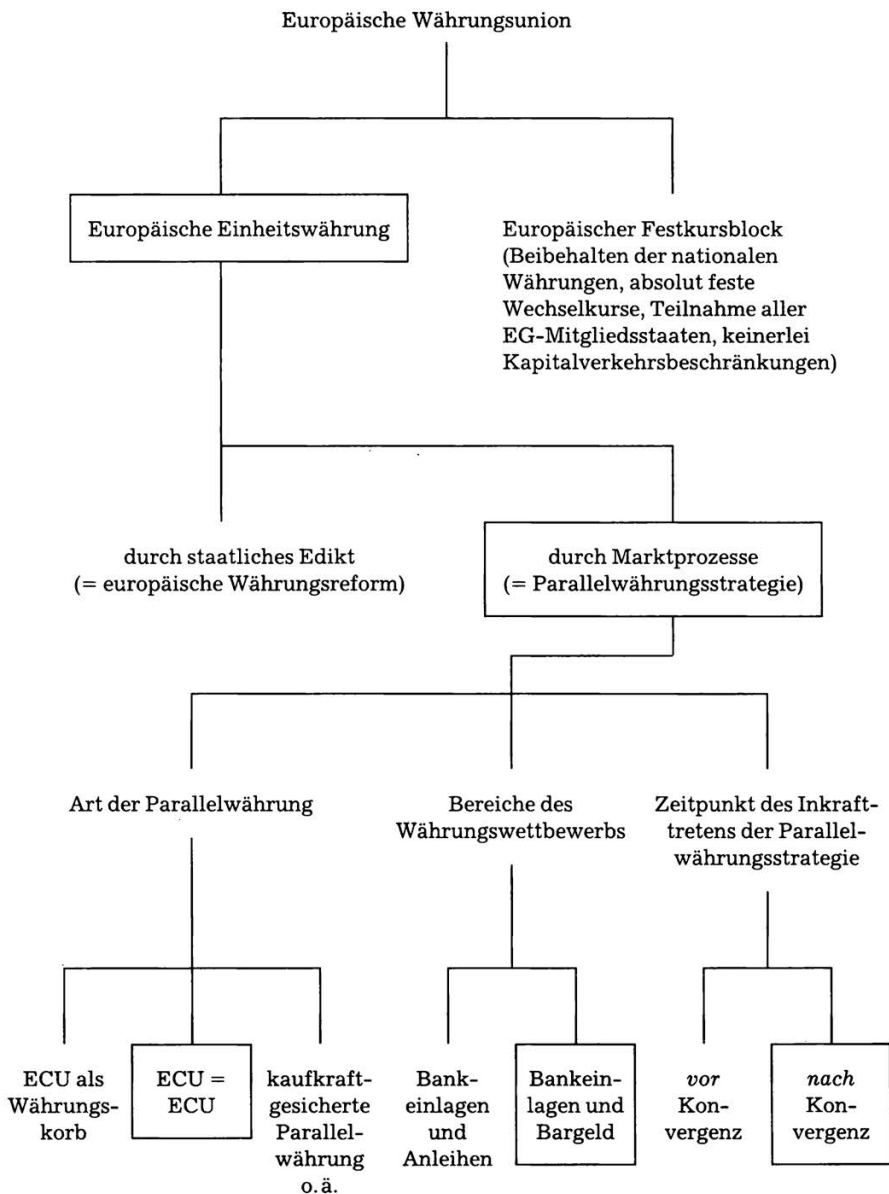 Europäische Währungsunion
Europäische Einheitswährung
Europäischer Festkursblock
(Beibehalten der nationalen
Währungen, absolut feste
Wechselkurse, Teilnahme aller
EG-Mitgliedsstaaten, keinerlei
Kapitalverkehrsbeschränkungen)
durch staatliches Edikt
(= europäische Währungsreform)
durch Marktprozesse
(= Parallelwährungsstrategie)
Art der Parallelwährung
Bereiche des
Währungswettbewerbs
Zeitpunkt des Inkraft-
tretens der Parallel-
währungsstrategie
ECU als
Währungs-
korb
ECU =
ECU
kaufkraft-
gesicherte
Parallel-
währung
o.ä.
Bank-
einlagen
und
Anleihen
Bankein-
lagen und
Bargeld
vor
Kon-
vergenz
nach
Kon-
vergenz